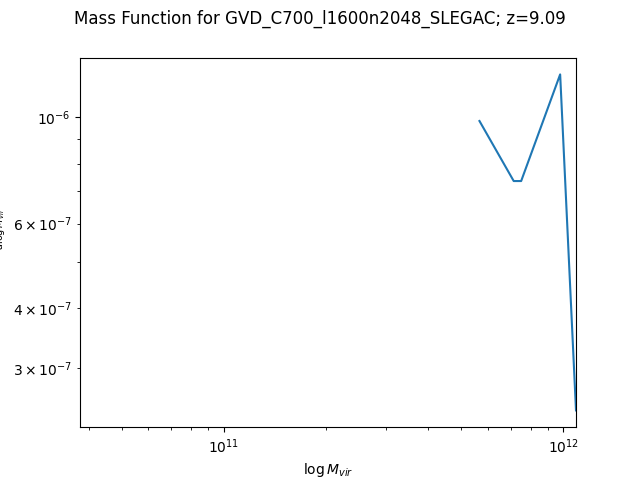 Mass Function for GVD_C700_l1600n2048_SLEGAC; z=9.09
10⁻⁶
6 × 10⁻⁷
4 × 10⁻⁷
3 × 10⁻⁷
10¹¹
10¹²
log M_vir